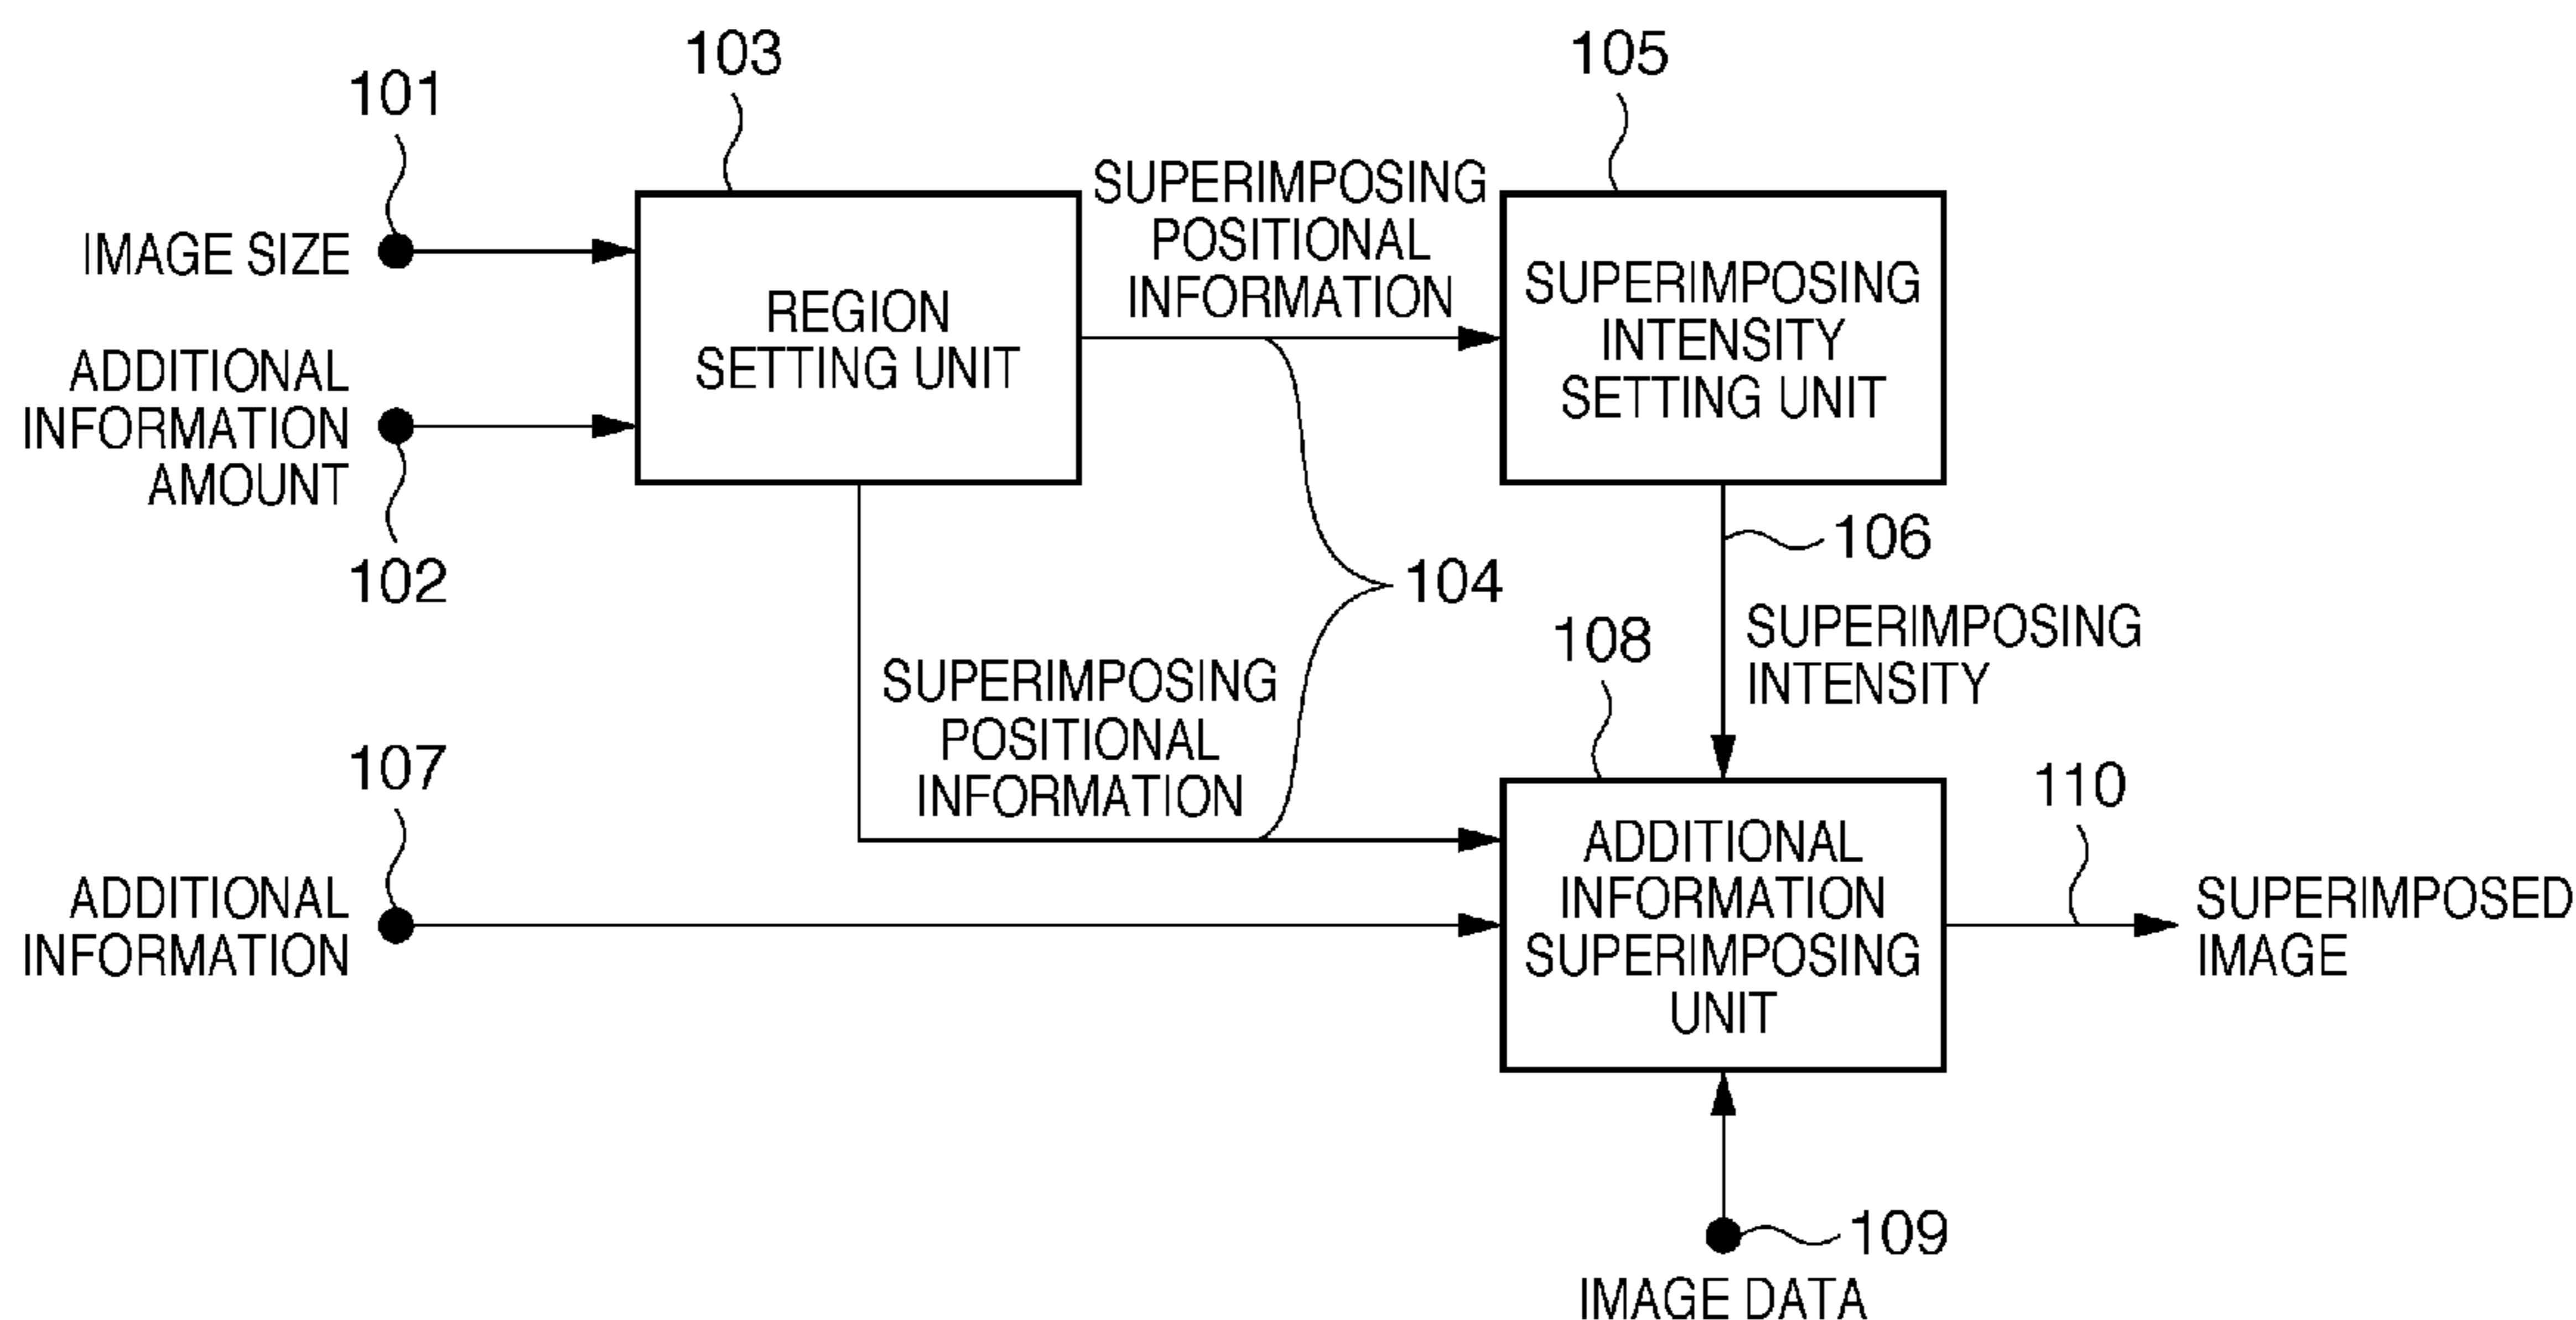 103
105
101
SUPERIMPOSING
POSITIONAL
INFORMATION
IMAGE SIZE
REGION
SETTING UNIT
SUPERIMPOSING
INTENSITY
SETTING UNIT
ADDITIONAL
INFORMATION
AMOUNT
102
104
106
108
SUPERIMPOSING
INTENSITY
SUPERIMPOSING
POSITIONAL
INFORMATION
107
110
ADDITIONAL
INFORMATION
ADDITIONAL
INFORMATION
SUPERIMPOSING
UNIT
SUPERIMPOSED
IMAGE
109
IMAGE DATA